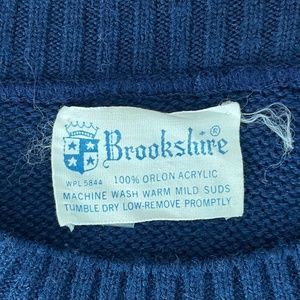 Brookshire®
WPL 5844 100% ORLON ACRYLIC
MACHINE WASH WARM MILD SUDS
TUMBLE DRY LOW-REMOVE PROMPTLY